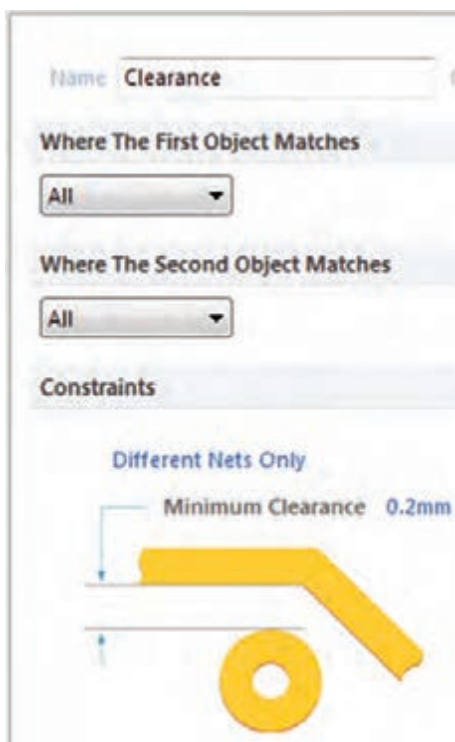 Name Clearance
Where The First Object Matches
All
Where The Second Object Matches
All
Constraints
Different Nets Only
Minimum Clearance 0.2mm